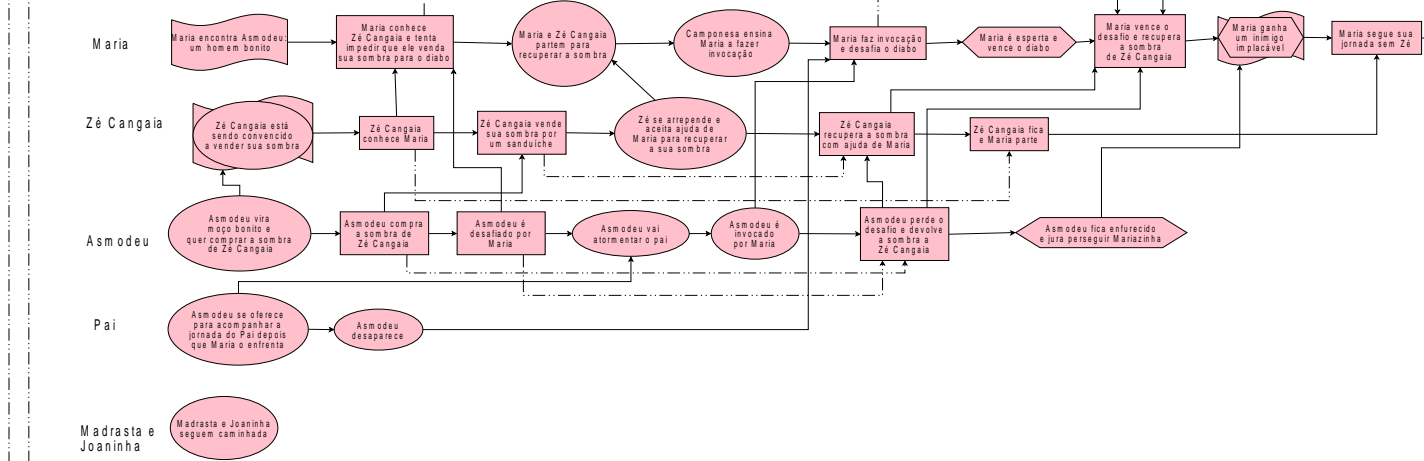 Maria
Maria encontra Asmodeu:
um homem bonito
Maria conhece
Zé Cangaia e tenta
impedir que ele venda
sua sombra para o diabo
Maria e Zé Cangaia
partem para
recuperar a sombra
Camponesa ensina
Maria a fazer
invocação
Maria faz invocação
e desafia o diabo
Maria é esperta e
vence o diabo
Maria vence o
desafio e recupera
a sombra
de Zé Cangaia
Maria ganha
um inimigo
implacável
Maria segue sua
jornada sem Zé
Zé Cangaia
Zé Cangaia está
sendo convencido
a vender sua sombra
Zé Cangaia
conhece Maria
Zé Cangaia vende
sua sombra por
um sanduíche
Zé se arrepende e
aceita ajuda de
Maria para recuperar
a sua sombra
Zé Cangaia
recupera a sombra
com ajuda de Maria
Zé Cangaia fica
e Maria parte
Asmodeu
Asmodeu vira
moço bonito e
quer comprar a sombra
de Zé Cangaia
Asmodeu compra
a sombra de
Zé Cangaia
Asmodeu é
desafiado por
Maria
Asmodeu vai
atormentar o pai
Asmodeu é
invocado
por Maria
Asmodeu perde o
desafio e devolve
a sombra a
Zé Cangaia
Asmodeu fica enfurecido
e jura perseguir Mariazinha
Pai
Asmodeu se oferece
para acompanhar a
jornada do Pai depois
que Maria o enfrenta
Asmodeu
desaparece
Madrasta e
Joaninha
Madrasta e Joaninha
seguem caminhada